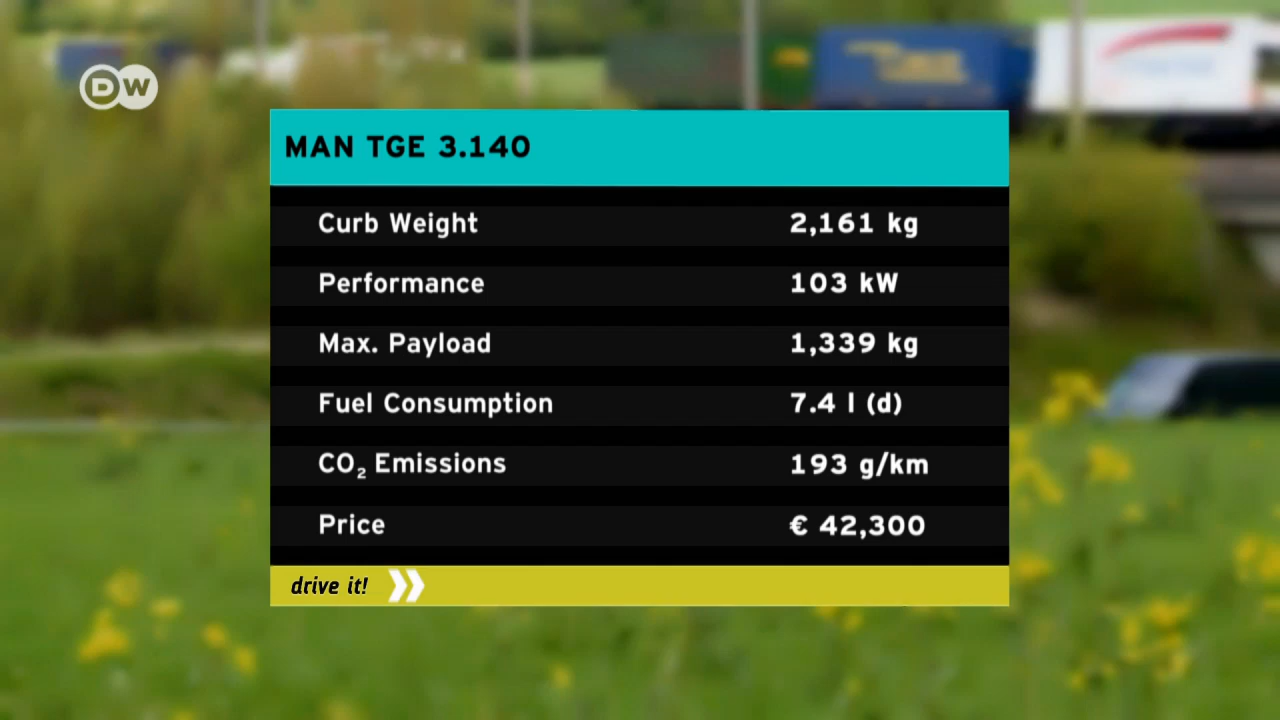 DW
MAN TGE 3.140
Curb Weight 2,161 kg
Performance 103 kW
Max. Payload 1,339 kg
Fuel Consumption 7.4 l (d)
CO₂ Emissions 193 g/km
Price € 42,300
drive it!